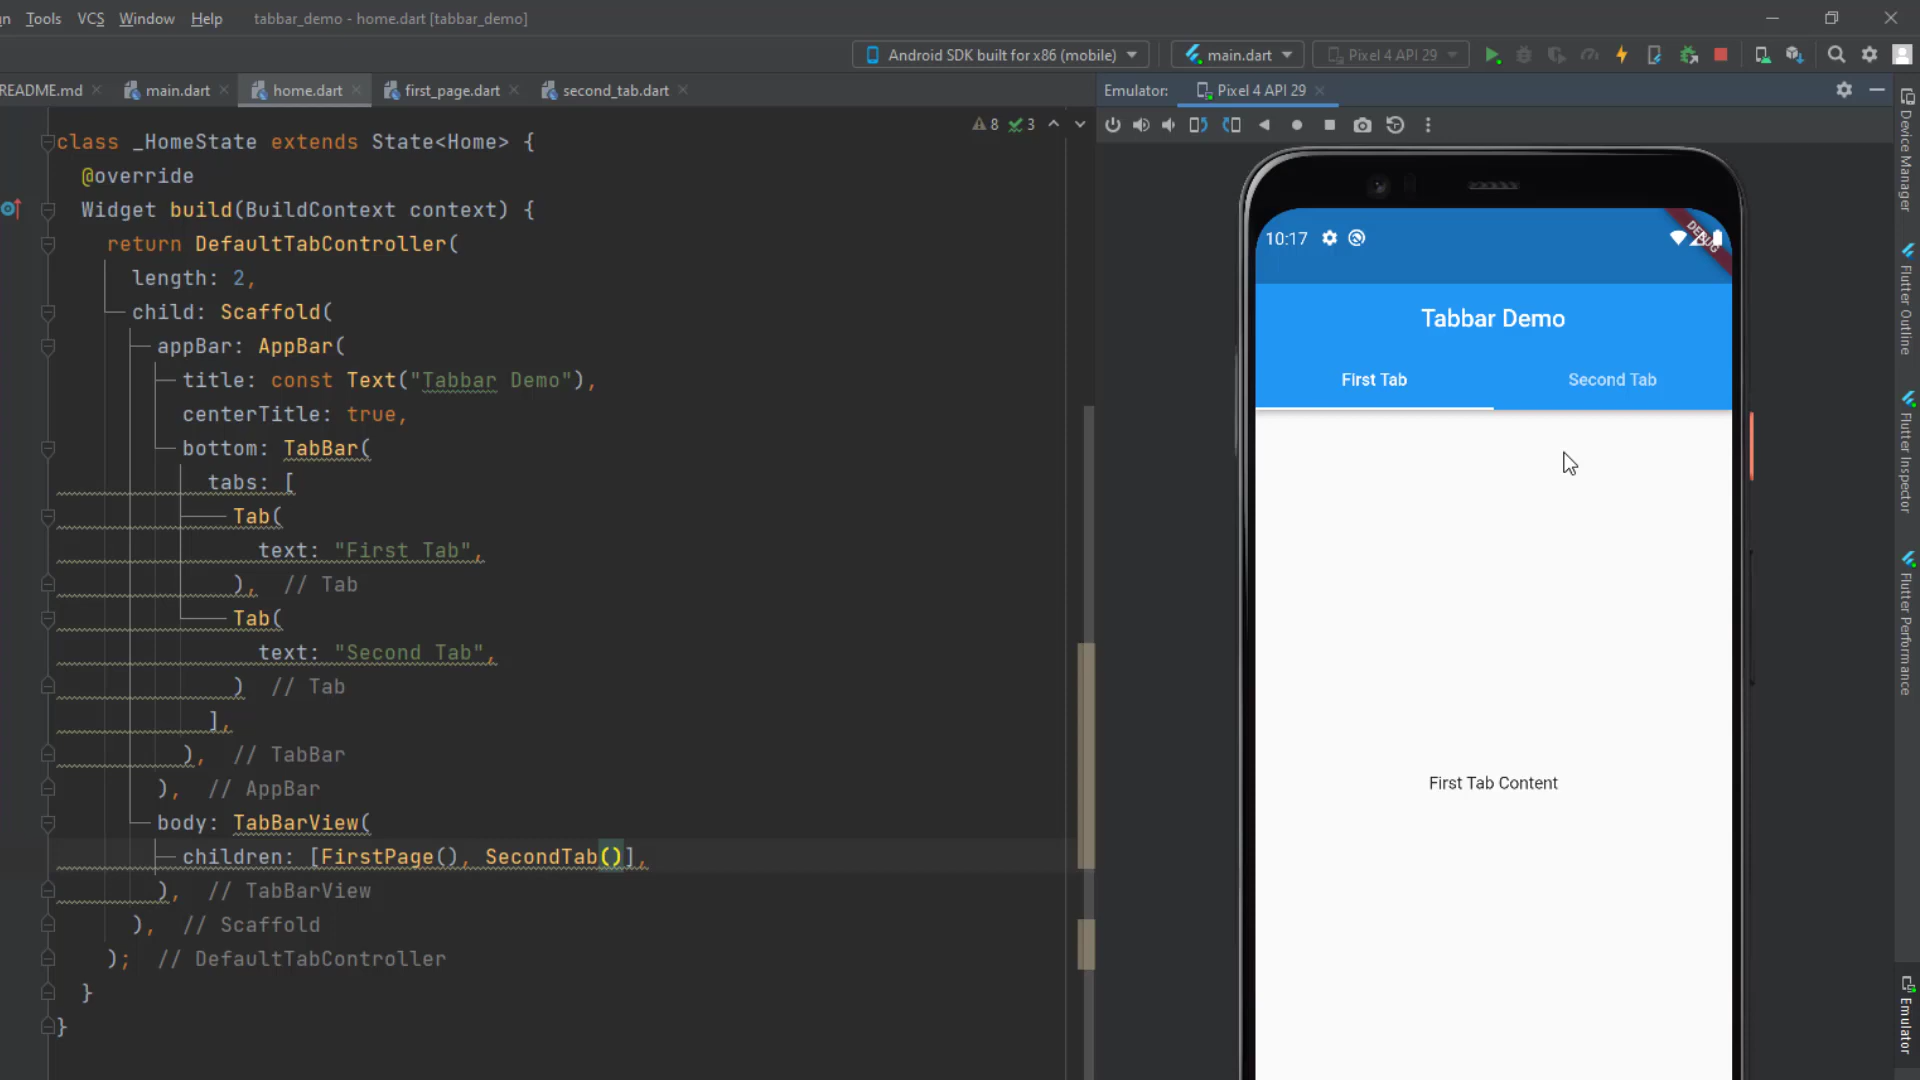 Tools VCS Window Help tabbar_demo - home.dart [tabbar_demo]
Android SDK built for x86 (mobile) main.dart Pixel 4 API 29
README.md main.dart home.dart first_page.dart second_tab.dart
Emulator: Pixel 4 API 29
8 3
class _HomeState extends State<Home> {
@override
Widget build(BuildContext context) {
return DefaultTabController(
length: 2,
child: Scaffold(
appBar: AppBar(
title: const Text("Tabbar Demo"),
centerTitle: true,
bottom: TabBar(
tabs: [
Tab(
text: "First Tab",
), // Tab
Tab(
text: "Second Tab",
) // Tab
],
), // TabBar
), // AppBar
body: TabBarView(
children: [FirstPage(), SecondTab()],
), // TabBarView
), // Scaffold
); // DefaultTabController
}
}
10:17
DEBUG
Tabbar Demo
First Tab Second Tab
First Tab Content
Device Manager
Flutter Outline
Flutter Inspector
Flutter Performance
Emulator